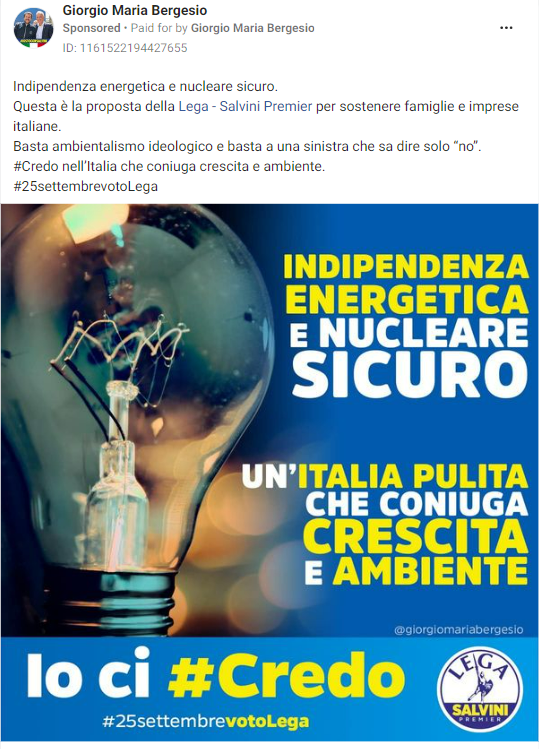 Giorgio Maria Bergesio
Sponsored • Paid for by Giorgio Maria Bergesio
ID: 1161522194427655
Indipendenza energetica e nucleare sicuro.
Questa è la proposta della Lega - Salvini Premier per sostenere famiglie e imprese
italiane.
Basta ambientalismo ideologico e basta a una sinistra che sa dire solo “no”.
#Credo nell’Italia che coniuga crescita e ambiente.
#25settembrevotoLega
INDIPENDENZA
ENERGETICA
E NUCLEARE
SICURO
UN’ITALIA PULITA
CHE CONIUGA
CRESCITA
E AMBIENTE
@giorgiomariabergesio
Io ci #Credo
#25settembrevotoLega
LEGA
SALVINI
PREMIER